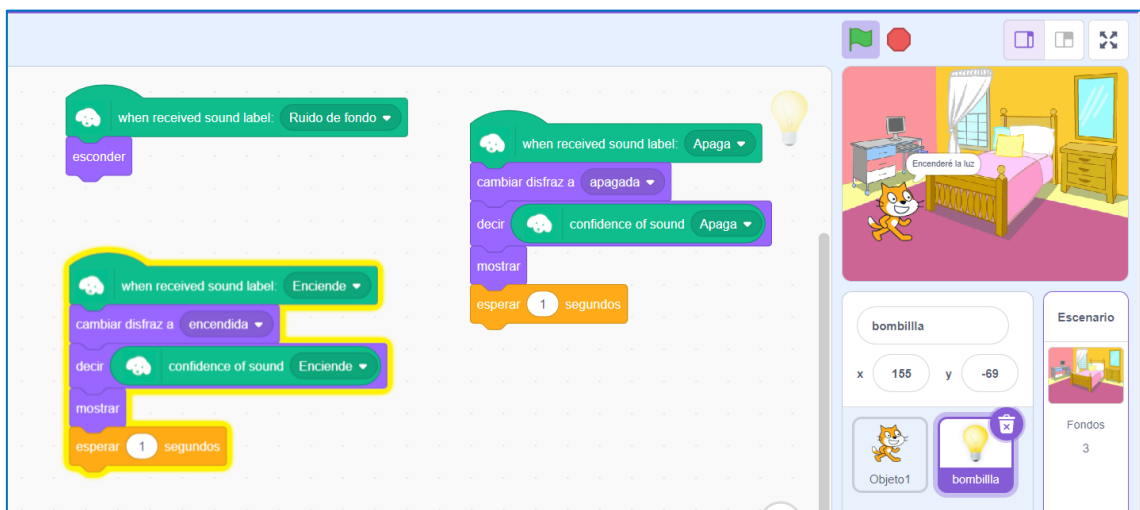 when received sound label: Ruido de fondo
esconder
when received sound label: Enciende
cambiar disfraz a encendida
decir confidence of sound Enciende
mostrar
esperar 1 segundos
when received sound label: Apaga
cambiar disfraz a apagada
decir confidence of sound Apaga
mostrar
esperar 1 segundos
Encenderé la luz
bombillla
x 155 y -69
Objeto1
bombillla
Escenario
Fondos
3